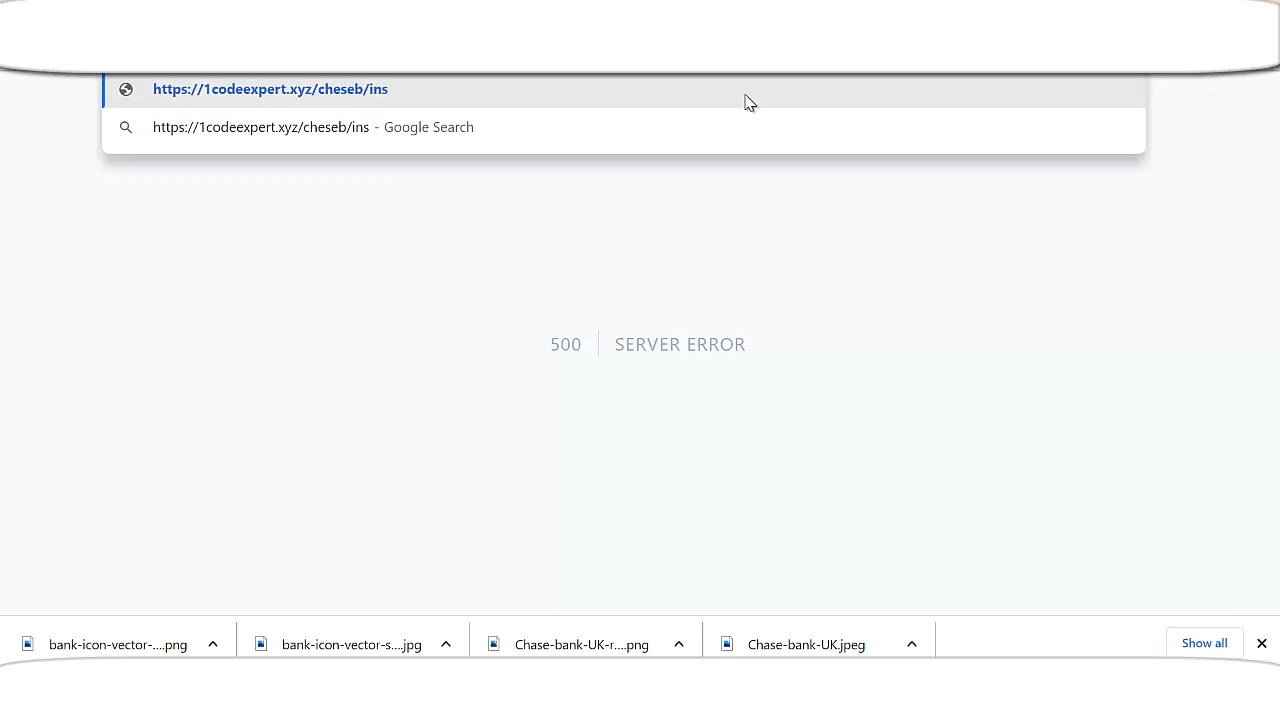 https://1codeexpert.xyz/cheseb/ins
https://1codeexpert.xyz/cheseb/ins - Google Search
500 SERVER ERROR
bank-icon-vector-....png bank-icon-vector-s....jpg Chase-bank-UK-r....png Chase-bank-UK.jpeg Show all